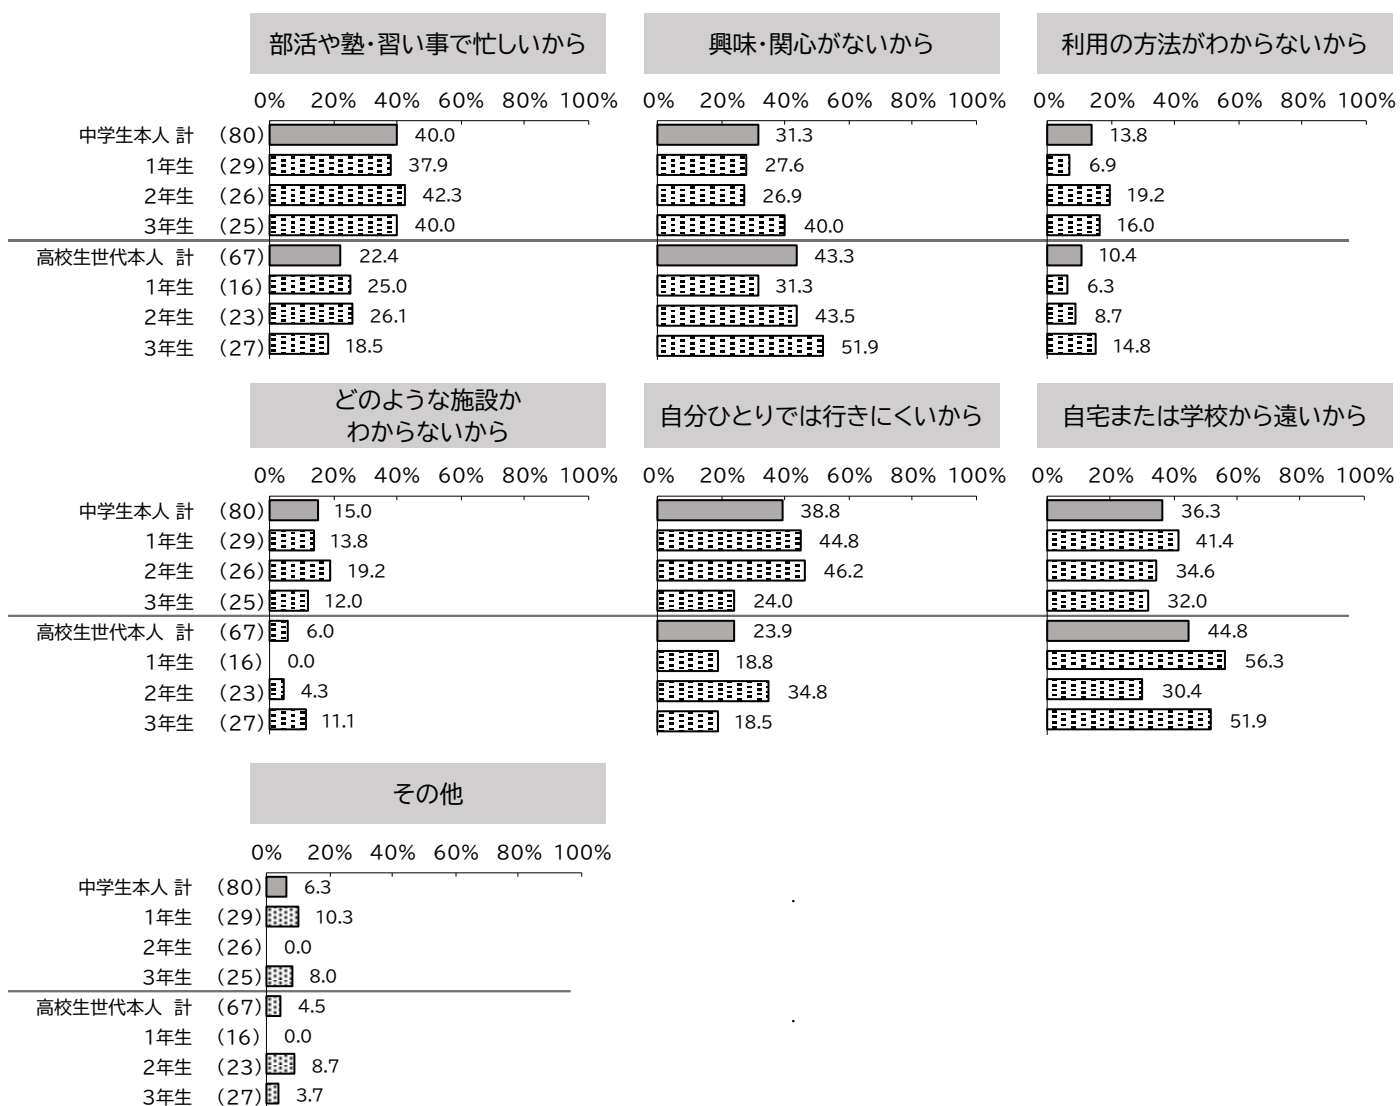 部活や塾・習い事で忙しいから 興味・関心がないから 利用の方法がわからないから
0% 20% 40% 60% 80% 100% 0% 20% 40% 60% 80% 100% 0% 20% 40% 60% 80% 100%
中学生本人 計 (80) 40.0 31.3 13.8
1年生 (29) 37.9 27.6 6.9
2年生 (26) 42.3 26.9 19.2
3年生 (25) 40.0 40.0 16.0
高校生世代本人 計 (67) 22.4 43.3 10.4
1年生 (16) 25.0 31.3 6.3
2年生 (23) 26.1 43.5 8.7
3年生 (27) 18.5 51.9 14.8
どのような施設か
わからないから 自分ひとりでは行きにくいから 自宅または学校から遠いから
0% 20% 40% 60% 80% 100% 0% 20% 40% 60% 80% 100% 0% 20% 40% 60% 80% 100%
中学生本人 計 (80) 15.0 38.8 36.3
1年生 (29) 13.8 44.8 41.4
2年生 (26) 19.2 46.2 34.6
3年生 (25) 12.0 24.0 32.0
高校生世代本人 計 (67) 6.0 23.9 44.8
1年生 (16) 0.0 18.8 56.3
2年生 (23) 4.3 34.8 30.4
3年生 (27) 11.1 18.5 51.9
その他
0% 20% 40% 60% 80% 100%
中学生本人 計 (80) 6.3
1年生 (29) 10.3
2年生 (26) 0.0
3年生 (25) 8.0
高校生世代本人 計 (67) 4.5
1年生 (16) 0.0
2年生 (23) 8.7
3年生 (27) 3.7